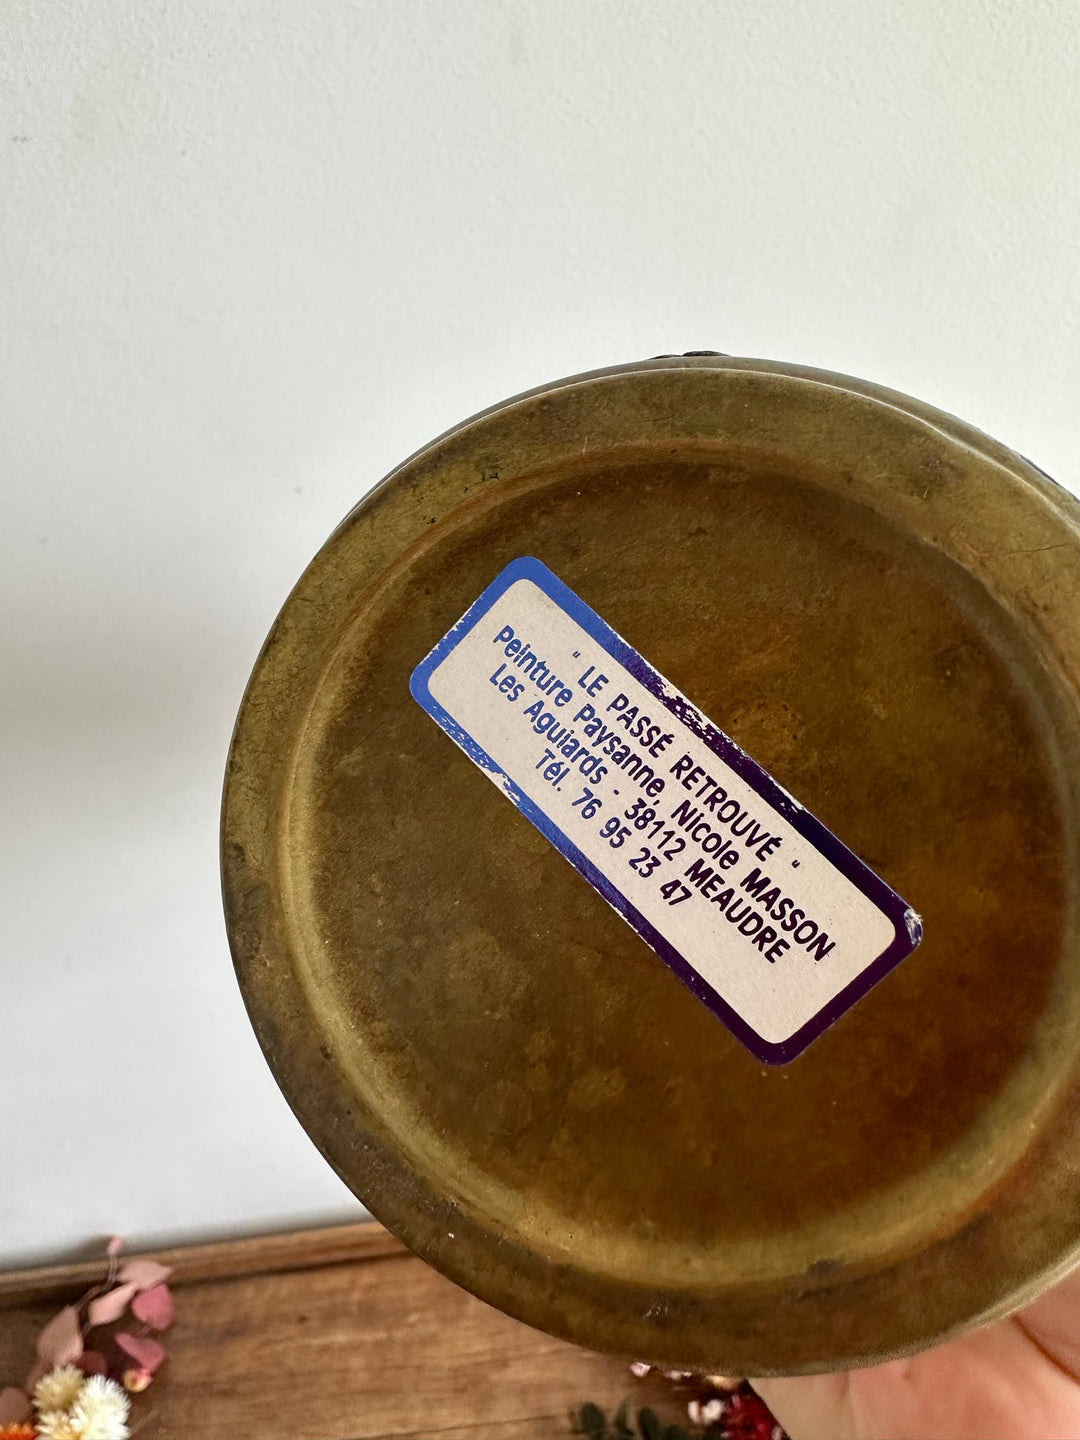 " LE PASSÉ RETROUVÉ "
Peinture Paysanne, Nicole MASSON
Les Aguiards - 38112 MEAUDRE
Tél. 76 95 23 47